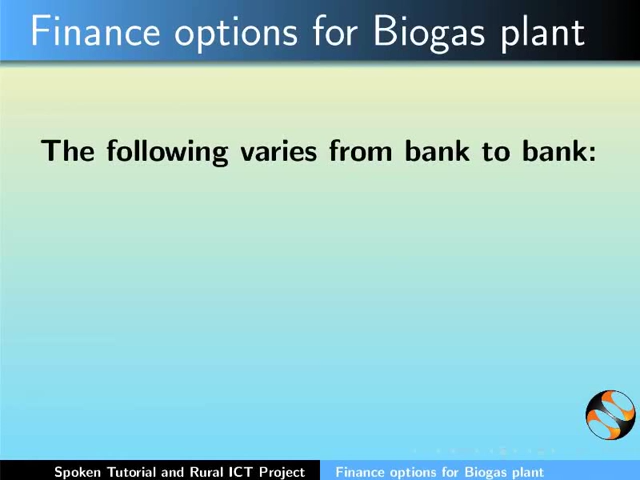 Finance options for Biogas plant
The following varies from bank to bank:
Spoken Tutorial and Rural ICT Project
Finance options for Biogas plant